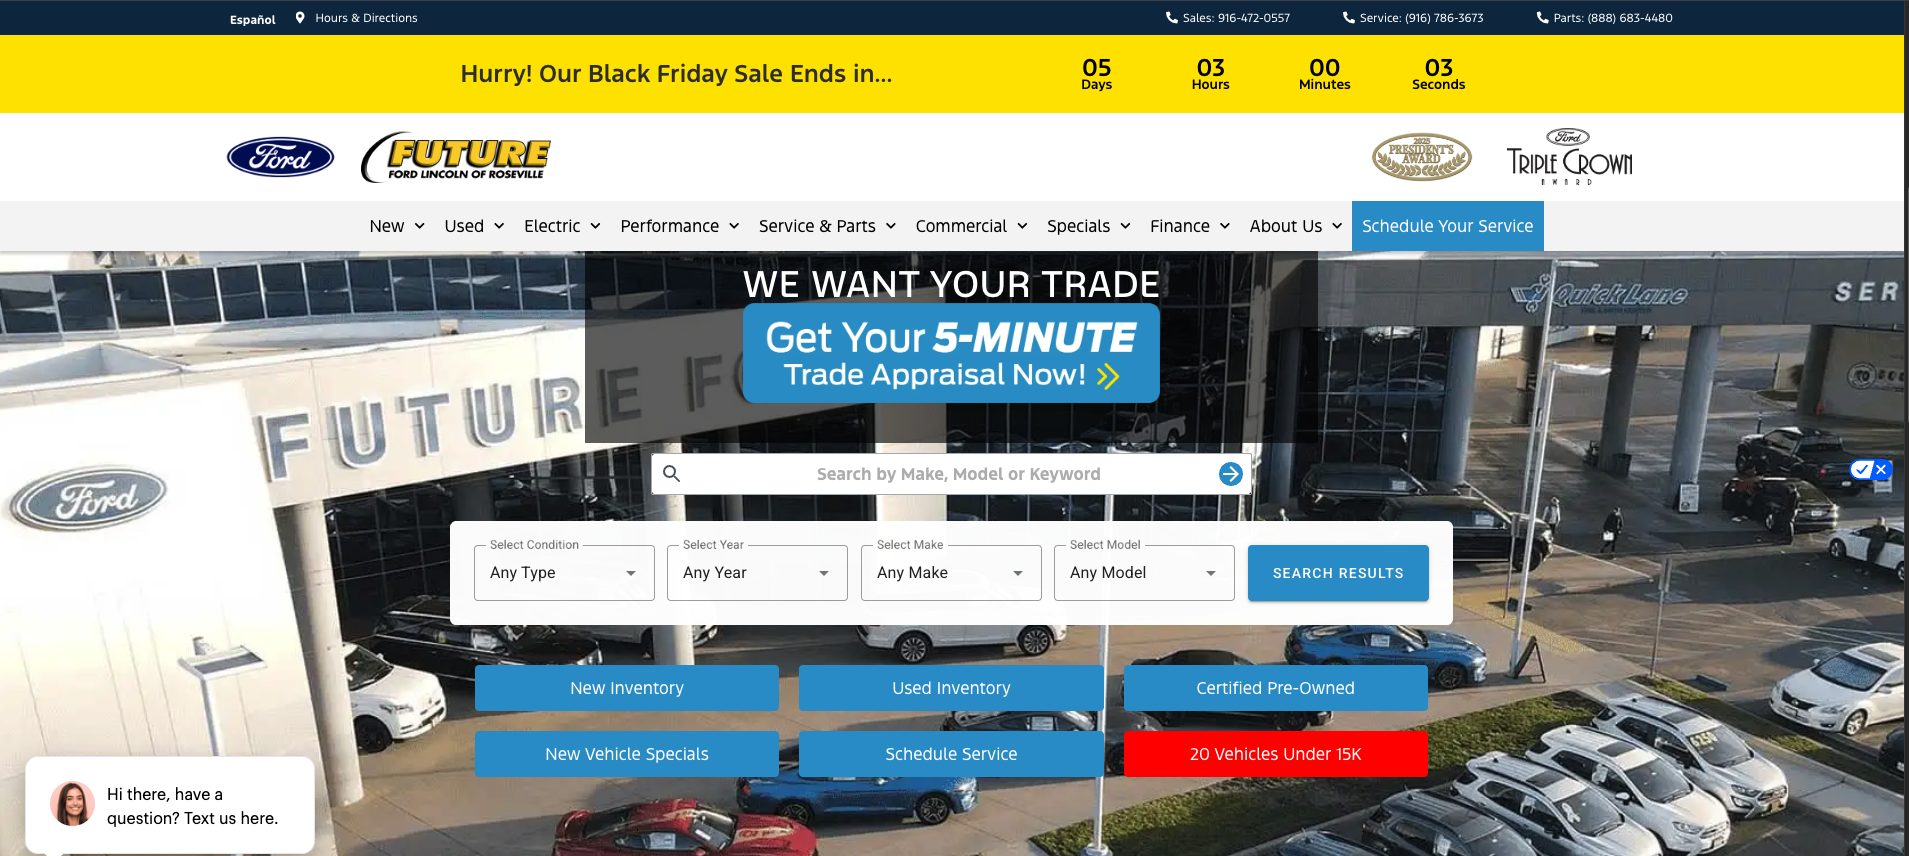 Español
Hours & Directions
Sales: 916-472-0557
Service: (916) 786-3673
Parts: (888) 683-4480
Hurry! Our Black Friday Sale Ends in...
05
Days
03
Hours
00
Minutes
03
Seconds
Ford
FUTURE
FORD LINCOLN OF ROSEVILLE
2025
PRESIDENT'S
AWARD
Ford
TRIPLE CROWN
AWARD
New
Used
Electric
Performance
Service & Parts
Commercial
Specials
Finance
About Us
Schedule Your Service
WE WANT YOUR TRADE
Get Your 5-MINUTE
Trade Appraisal Now!
Quick Lane
SER
FUTURE FO
Ford
Search by Make, Model or Keyword
Select Condition
Any Type
Select Year
Any Year
Select Make
Any Make
Select Model
Any Model
SEARCH RESULTS
New Inventory
Used Inventory
Certified Pre-Owned
New Vehicle Specials
Schedule Service
20 Vehicles Under 15K
Hi there, have a
question? Text us here.